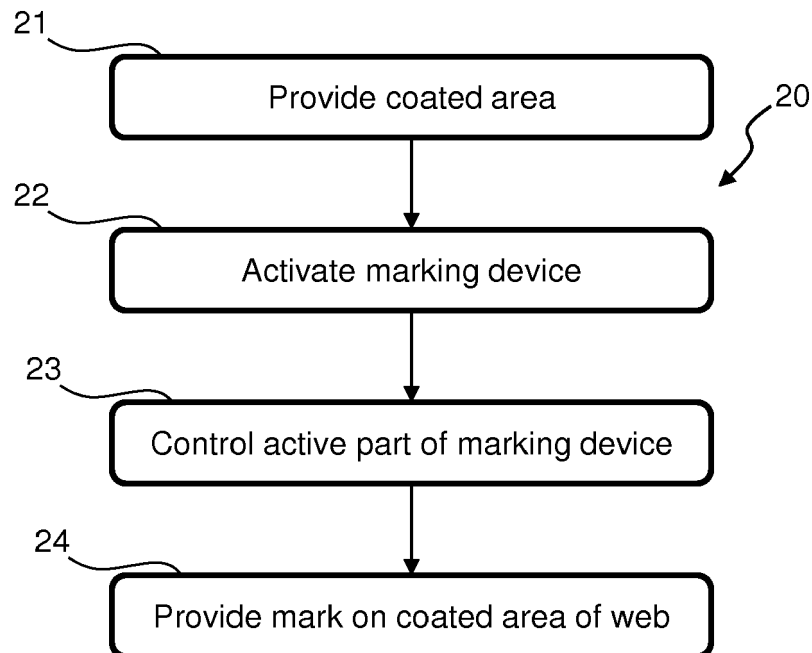 21
Provide coated area
20
22
Activate marking device
23
Control active part of marking device
24
Provide mark on coated area of web